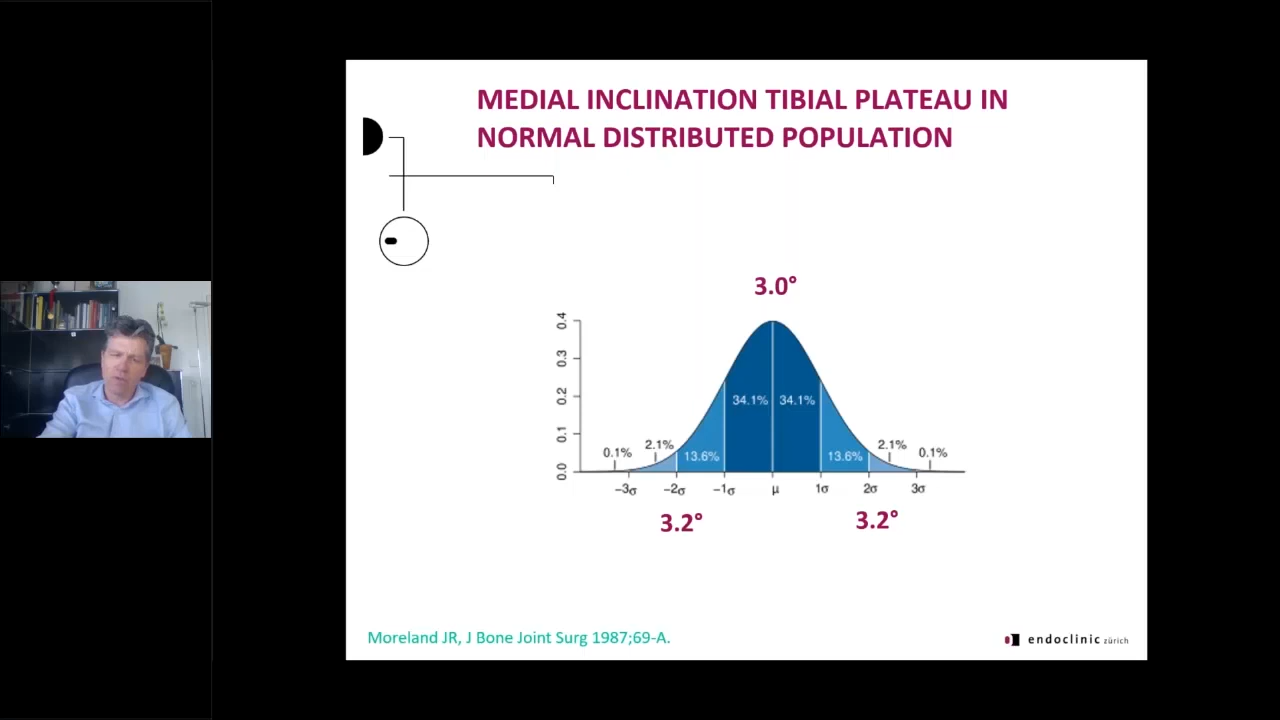 MEDIAL INCLINATION TIBIAL PLATEAU IN
NORMAL DISTRIBUTED POPULATION
3.0°
0.4
0.3
0.2
0.1
0.0
34.1% 34.1%
0.1% 2.1% 13.6% 13.6% 2.1% 0.1%
−3σ −2σ −1σ μ 1σ 2σ 3σ
3.2° 3.2°
Moreland JR, J Bone Joint Surg 1987;69-A.
endoclinic zürich